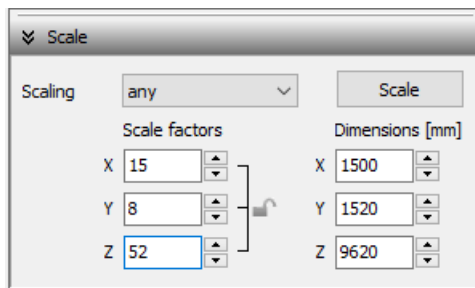 Scale
Scaling any Scale
Scale factors Dimensions [mm]
X 15 X 1500
Y 8 Y 1520
Z 52 Z 9620